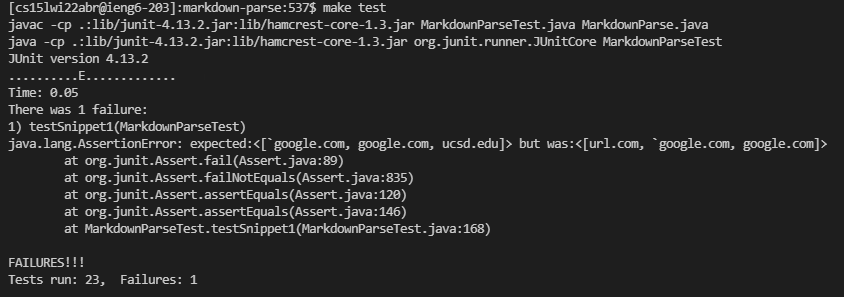 [cs15lwi22abr@ieng6-203]:markdown-parse:537$ make test
javac -cp .:lib/junit-4.13.2.jar:lib/hamcrest-core-1.3.jar MarkdownParseTest.java MarkdownParse.java
java -cp .:lib/junit-4.13.2.jar:lib/hamcrest-core-1.3.jar org.junit.runner.JUnitCore MarkdownParseTest
JUnit version 4.13.2
..........E.............
Time: 0.05
There was 1 failure:
1) testSnippet1(MarkdownParseTest)
java.lang.AssertionError: expected:<[`google.com, google.com, ucsd.edu]> but was:<[url.com, `google.com, google.com]>
        at org.junit.Assert.fail(Assert.java:89)
        at org.junit.Assert.failNotEquals(Assert.java:835)
        at org.junit.Assert.assertEquals(Assert.java:120)
        at org.junit.Assert.assertEquals(Assert.java:146)
        at MarkdownParseTest.testSnippet1(MarkdownParseTest.java:168)

FAILURES!!!
Tests run: 23,  Failures: 1